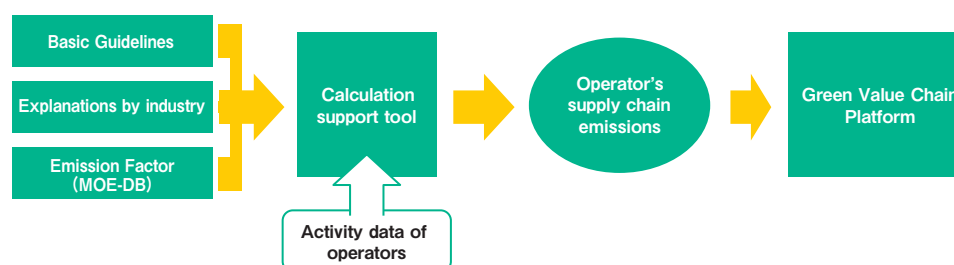 Basic Guidelines
Explanations by industry
Emission Factor
(MOE-DB)
Calculation
support tool
Activity data of
operators
Operator's
supply chain
emissions
Green Value Chain
Platform